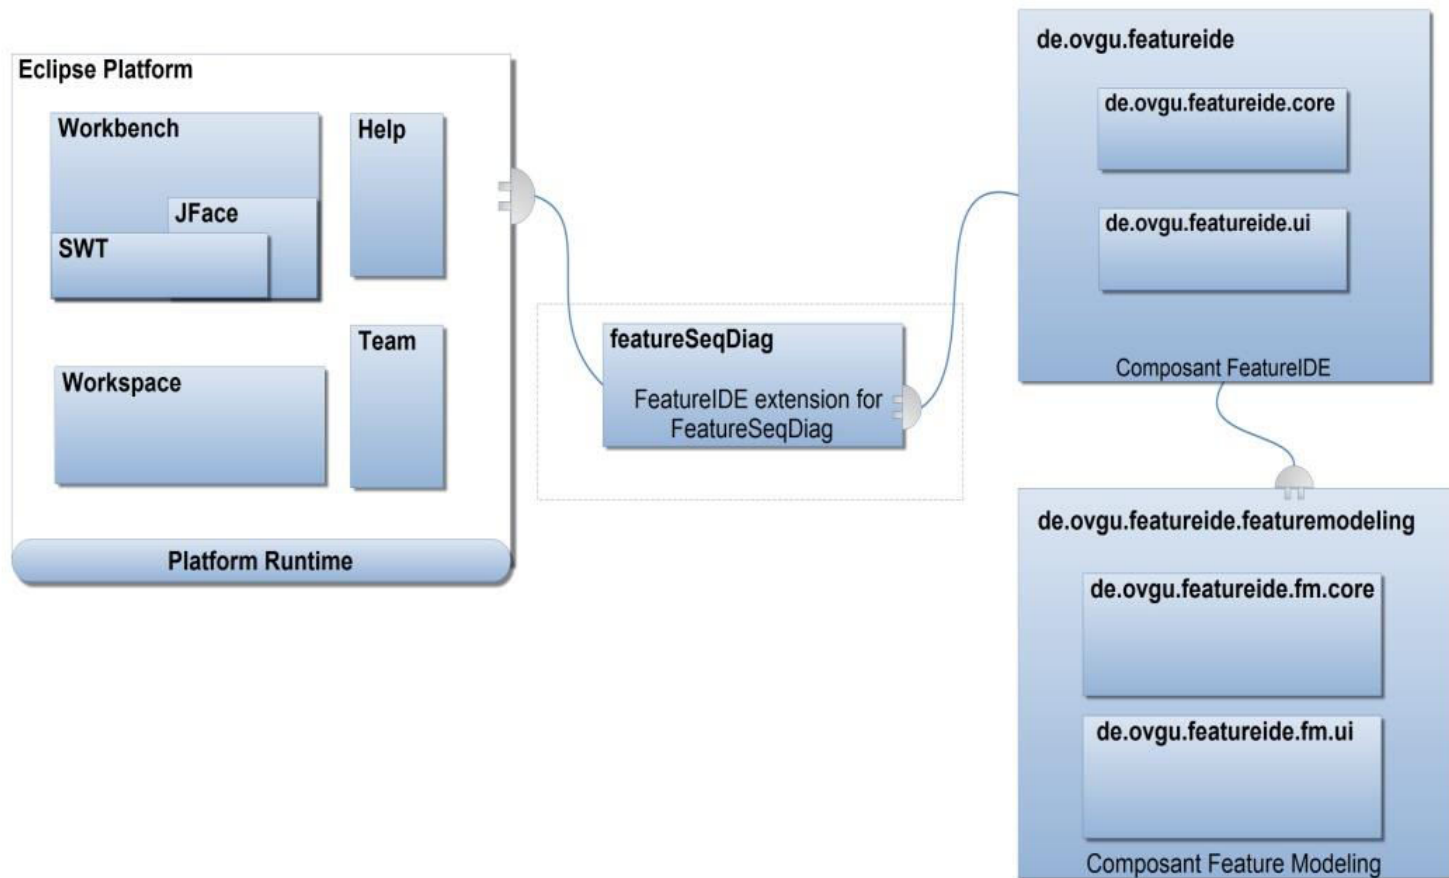 Eclipse Platform
Workbench
Help
JFace
SWT
Team
Workspace
Platform Runtime
featureSeqDiag
FeatureIDE extension for
FeatureSeqDiag
de.ovgu.featureide
de.ovgu.featureide.core
de.ovgu.featureide.ui
Composant FeatureIDE
de.ovgu.featureide.featuremodeling
de.ovgu.featureide.fm.core
de.ovgu.featureide.fm.ui
Composant Feature Modeling